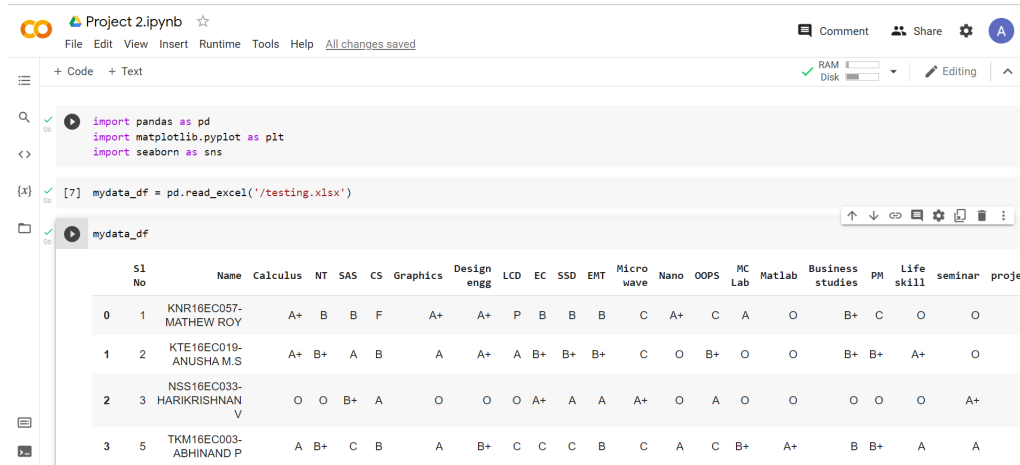 Project 2.ipynb
Comment Share A
File Edit View Insert Runtime Tools Help All changes saved
+ Code + Text RAM Disk Editing
0s import pandas as pd
import matplotlib.pyplot as plt
import seaborn as sns
{x} 0s [7] mydata_df = pd.read_excel('/testing.xlsx')
0s mydata_df
Sl No Name Calculus NT SAS CS Graphics Design engg LCD EC SSD EMT Micro wave Nano OOPS MC Lab Matlab Business studies PM Life skill seminar proje
0 1 KNR16EC057-MATHEW ROY A+ B B F A+ A+ P B B B C A+ C A O B+ C O O
1 2 KTE16EC019-ANUSHA M.S A+ B+ A B A A+ A B+ B+ B+ C O B+ O O B+ B+ A+ O
2 3 NSS16EC033-HARIKRISHNAN V O O B+ A O O O A+ A A A+ O A O O O O O A+
3 5 TKM16EC003-ABHINAND P A B+ C B A B+ C C C B C A C B+ A+ B B+ A A